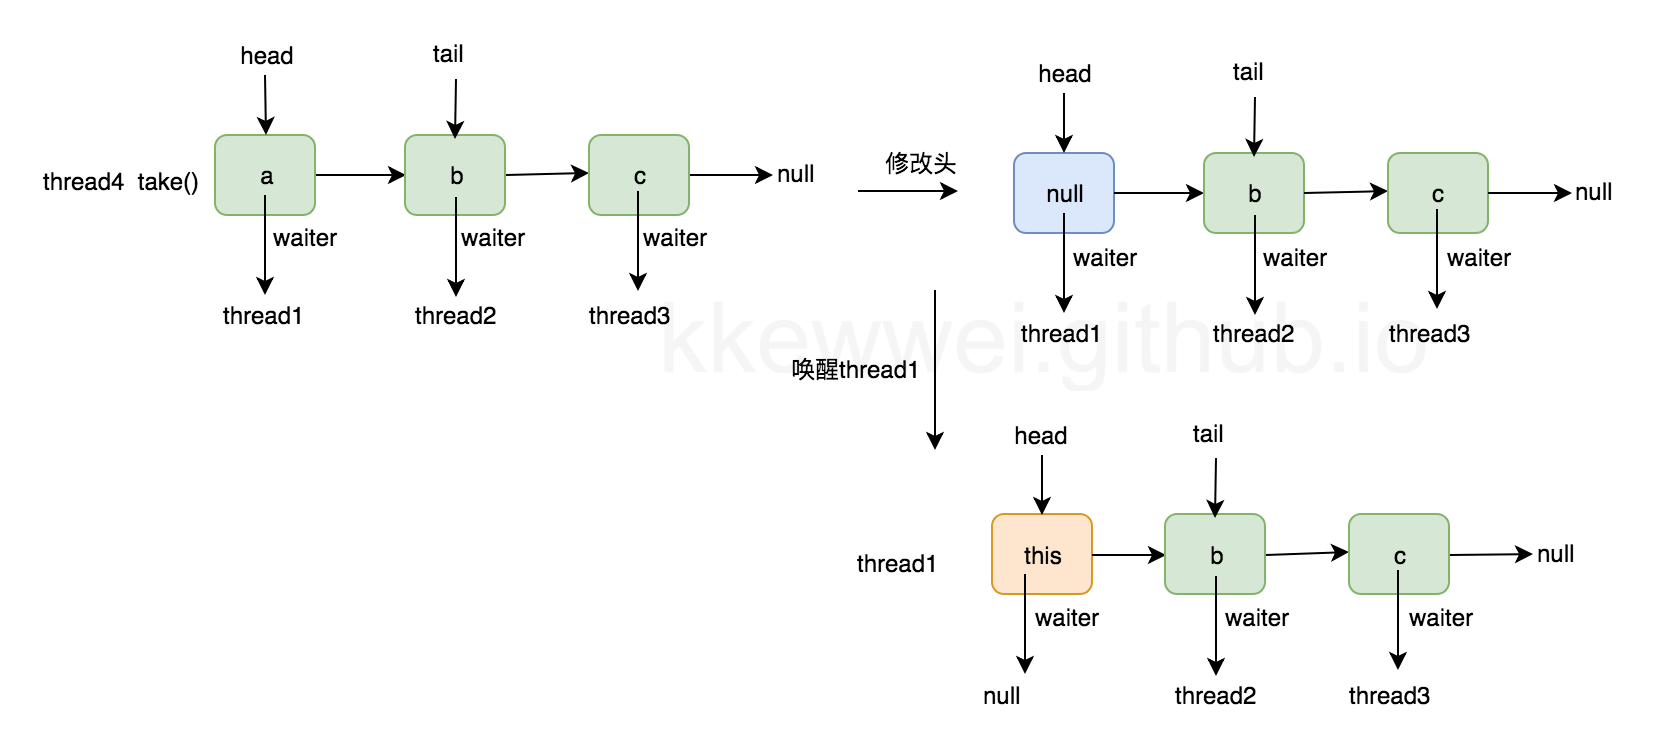 head
tail
thread4 take()
a
b
c
null
waiter
waiter
waiter
thread1
thread2
thread3
修改头
head
tail
null
b
c
null
waiter
waiter
waiter
thread1
thread2
thread3
kkewwei.github.io
唤醒thread1
head
tail
thread1
this
b
c
null
waiter
waiter
waiter
null
thread2
thread3